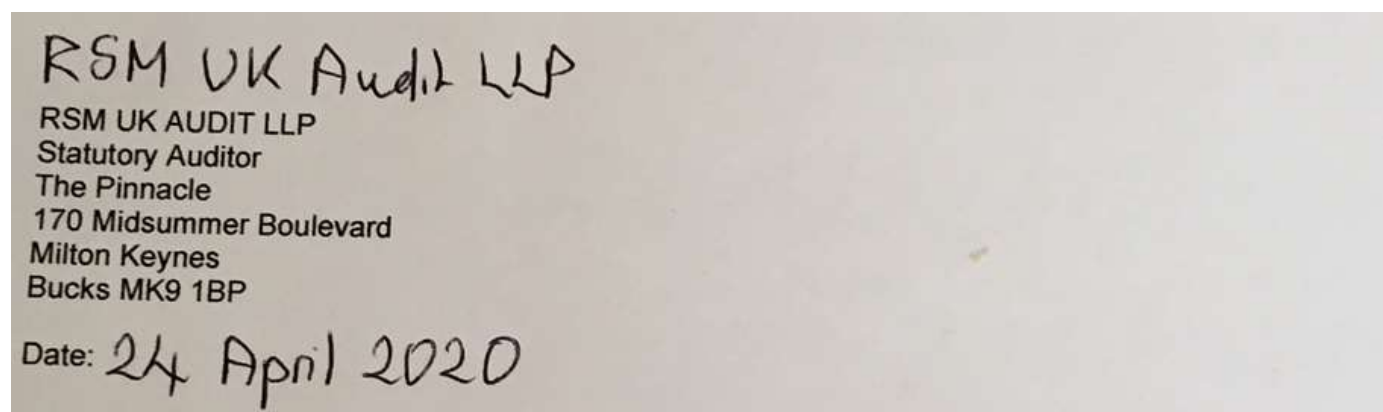 RSM UK Audit LLP
RSM UK AUDIT LLP
Statutory Auditor
The Pinnacle
170 Midsummer Boulevard
Milton Keynes
Bucks MK9 1BP
Date: 24 April 2020